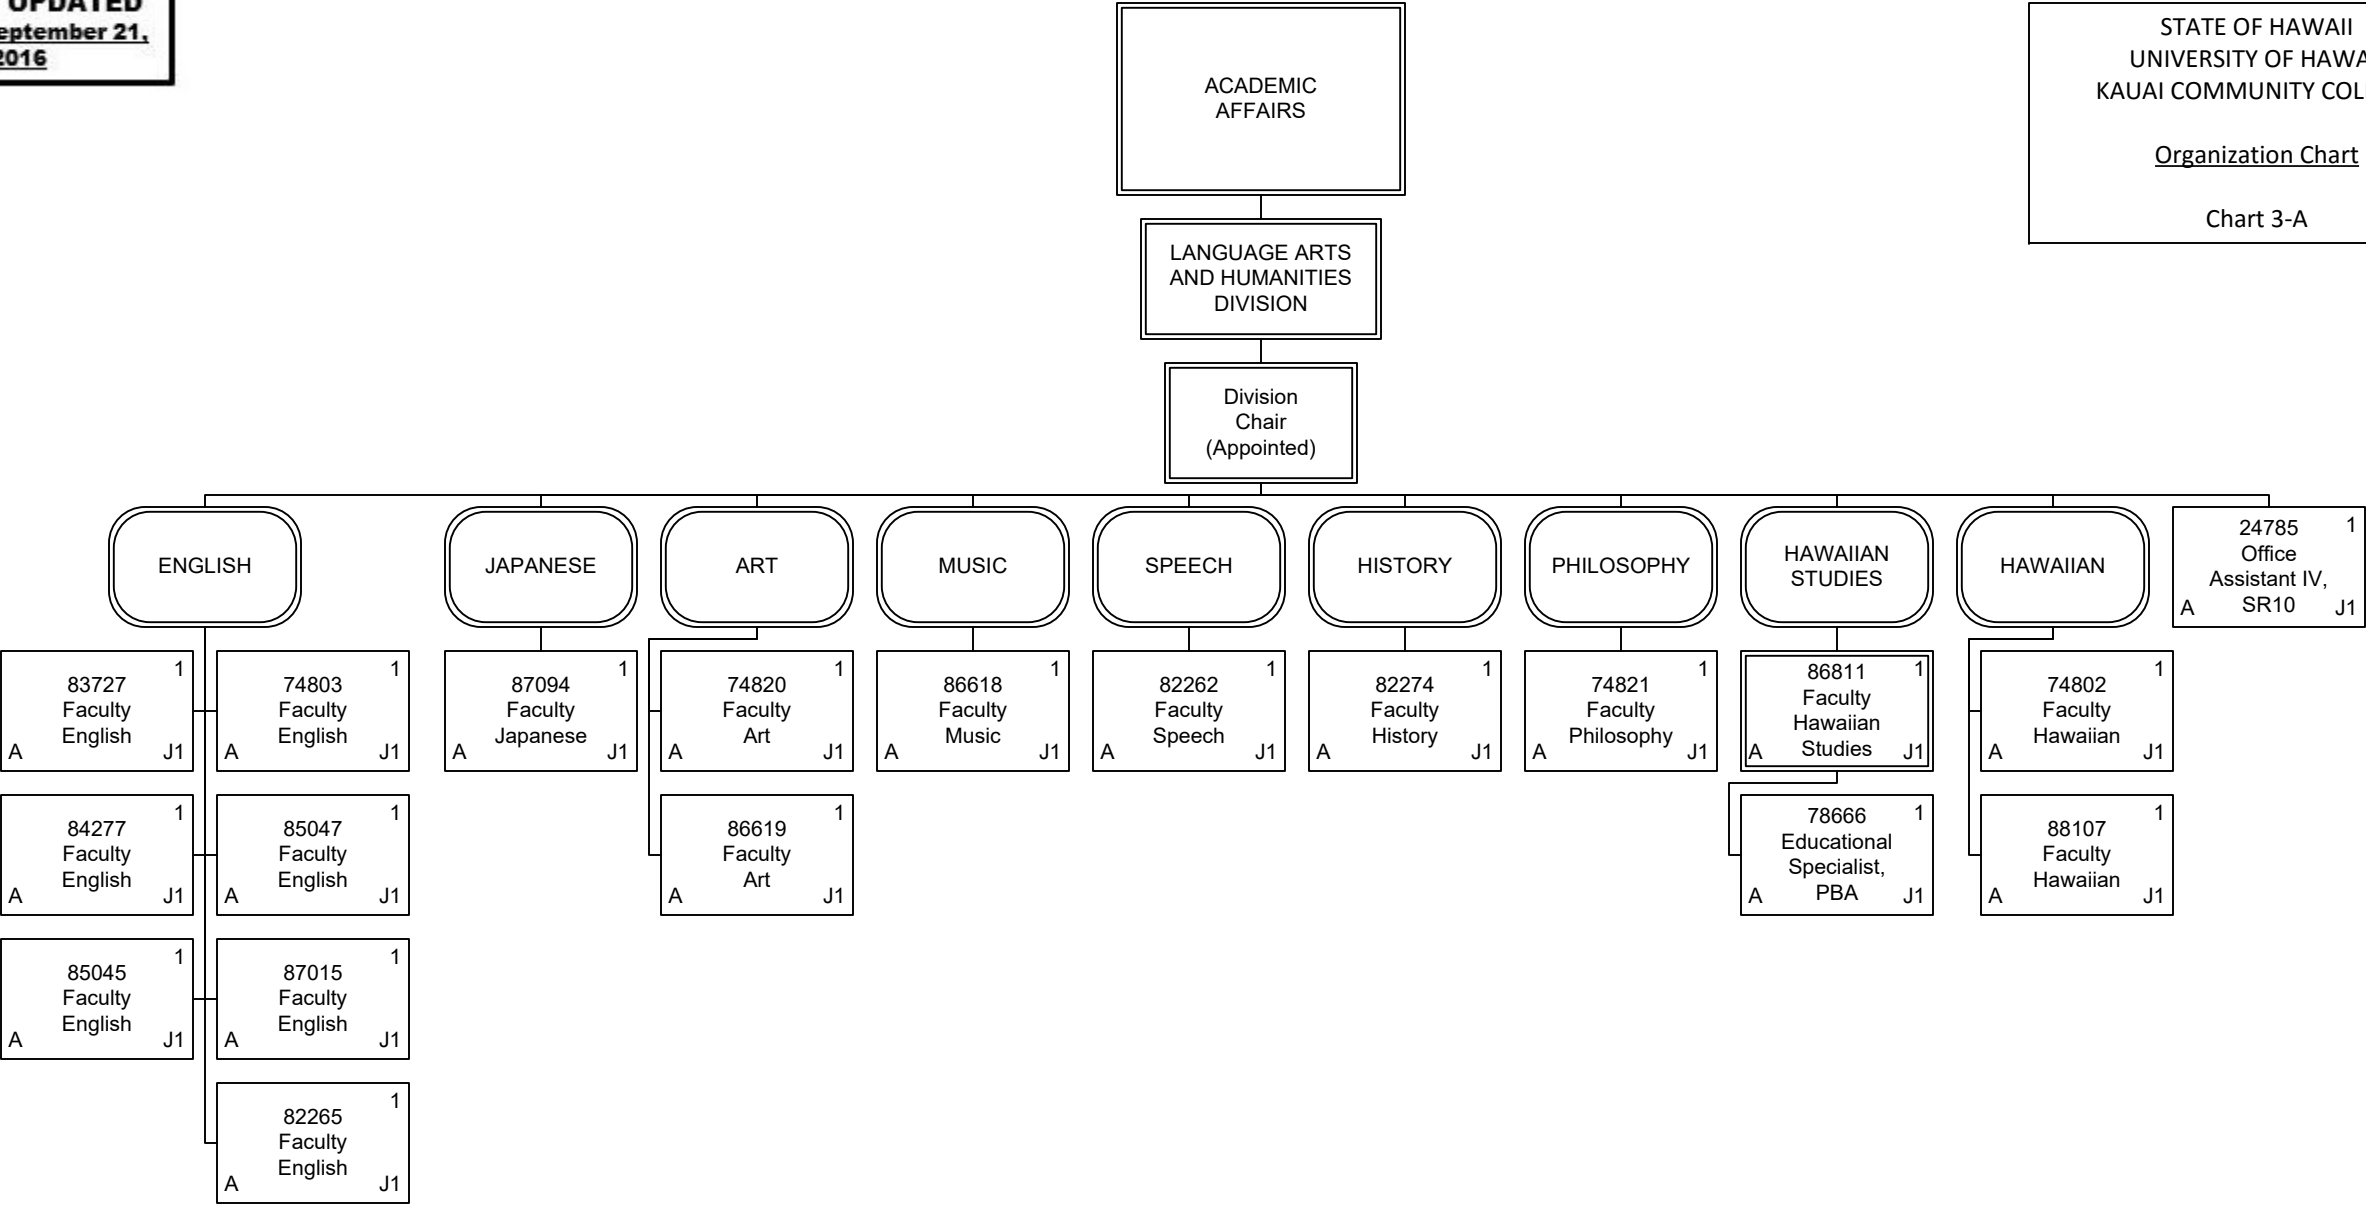 UPDATED
2016
STATE OF HAWAII
UNIVERSITY OF
KAUAI COMMUNITY
Organization Chart
Chart 3-A
ACADEMIC
AFFAIRS
LANGUAGE ARTS
AND HUMANITIES
DIVISION
Division
Chair
(Appointed)
ENGLISH
JAPANESE
ART
MUSIC
SPEECH
HISTORY
PHILOSOPHY
HAWAIIAN
STUDIES
HAWAIIAN
1
24785
Office
Assistant IV,
SR10
A J1
1
83727
Faculty
English
A J1
1
74803
Faculty
English
A J1
1
87094
Faculty
Japanese
A J1
1
74820
Faculty
Art
A J1
1
86618
Faculty
Music
A J1
1
82262
Faculty
Speech
A J1
1
82274
Faculty
History
A J1
1
74821
Faculty
Philosophy
A J1
1
86811
Faculty
Hawaiian
Studies
A J1
1
74802
Faculty
Hawaiian
A J1
1
84277
Faculty
English
A J1
1
85047
Faculty
English
A J1
1
86619
Faculty
Art
A J1
1
78666
Educational
Specialist,
PBA
A J1
1
88107
Faculty
Hawaiian
A J1
1
85045
Faculty
English
A J1
1
87015
Faculty
English
A J1
1
82265
Faculty
English
A J1